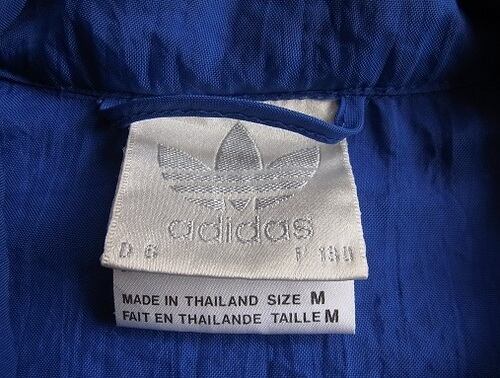 adidas
D 6 F 180
MADE IN THAILAND SIZE M
FAIT EN THAILANDE TAILLE M